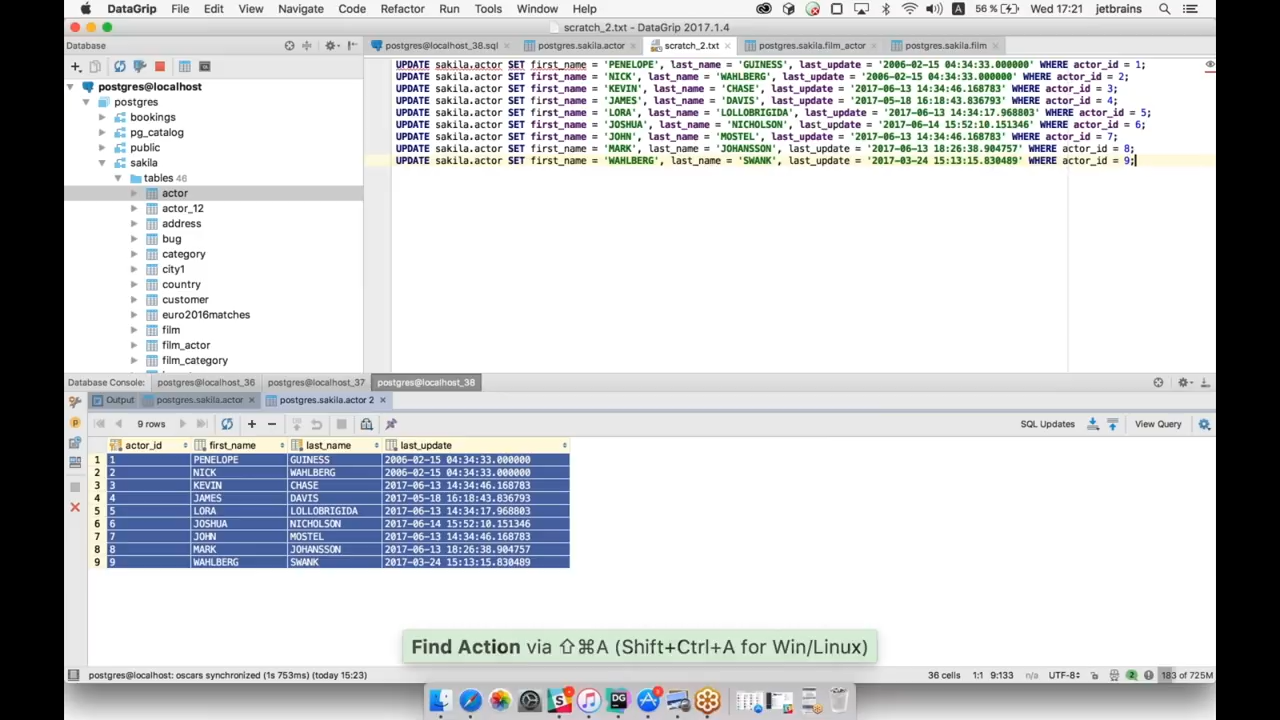 DataGrip File Edit View Navigate Code Refactor Run Tools Window Help 56 % Wed 17:21 jetbrains
scratch_2.txt - DataGrip 2017.1.4
Database
postgres@localhost_38.sql postgres.sakila.actor scratch_2.txt postgres.sakila.film_actor postgres.sakila.film
postgres@localhost
postgres
bookings
pg_catalog
public
sakila
tables 46
actor
actor_12
address
bug
category
city1
country
customer
euro2016matches
film
film_actor
film_category
UPDATE sakila.actor SET first_name = 'PENELOPE', last_name = 'GUINESS', last_update = '2006-02-15 04:34:33.000000' WHERE actor_id = 1;
UPDATE sakila.actor SET first_name = 'NICK', last_name = 'WAHLBERG', last_update = '2006-02-15 04:34:33.000000' WHERE actor_id = 2;
UPDATE sakila.actor SET first_name = 'KEVIN', last_name = 'CHASE', last_update = '2017-06-13 14:34:46.168783' WHERE actor_id = 3;
UPDATE sakila.actor SET first_name = 'JAMES', last_name = 'DAVIS', last_update = '2017-05-18 16:18:43.836793' WHERE actor_id = 4;
UPDATE sakila.actor SET first_name = 'LORA', last_name = 'LOLLOBRIGIDA', last_update = '2017-06-13 14:34:17.968803' WHERE actor_id = 5;
UPDATE sakila.actor SET first_name = 'JOSHUA', last_name = 'NICHOLSON', last_update = '2017-06-14 15:52:10.151346' WHERE actor_id = 6;
UPDATE sakila.actor SET first_name = 'JOHN', last_name = 'MOSTEL', last_update = '2017-06-13 14:34:46.168783' WHERE actor_id = 7;
UPDATE sakila.actor SET first_name = 'MARK', last_name = 'JOHANSSON', last_update = '2017-06-13 18:26:38.904757' WHERE actor_id = 8;
UPDATE sakila.actor SET first_name = 'WAHLBERG', last_name = 'SWANK', last_update = '2017-03-24 15:13:15.830489' WHERE actor_id = 9;
Database Console: postgres@localhost_36 postgres@localhost_37 postgres@localhost_38
Output postgres.sakila.actor postgres.sakila.actor 2
9 rows SQL Updates View Query
actor_id first_name last_name last_update
1 1 PENELOPE GUINESS 2006-02-15 04:34:33.000000
2 2 NICK WAHLBERG 2006-02-15 04:34:33.000000
3 3 KEVIN CHASE 2017-06-13 14:34:46.168783
4 4 JAMES DAVIS 2017-05-18 16:18:43.836793
5 5 LORA LOLLOBRIGIDA 2017-06-13 14:34:17.968803
6 6 JOSHUA NICHOLSON 2017-06-14 15:52:10.151346
7 7 JOHN MOSTEL 2017-06-13 14:34:46.168783
8 8 MARK JOHANSSON 2017-06-13 18:26:38.904757
9 9 WAHLBERG SWANK 2017-03-24 15:13:15.830489
Find Action via ⇧⌘A (Shift+Ctrl+A for Win/Linux)
postgres@localhost: oscars synchronized (1s 753ms) (today 15:23) 36 cells 1:1 9:133 n/a UTF-8 2 183 of 725M